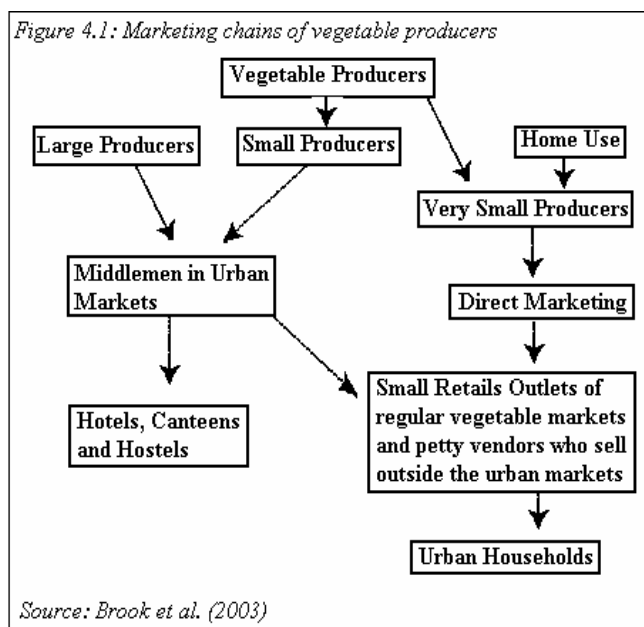 Figure 4.1: Marketing chains of vegetable producers
Vegetable Producers
Large Producers
Small Producers
Home Use
Very Small Producers
Middlemen in Urban
Markets
Direct Marketing
Hotels, Canteens
and Hostels
Small Retails Outlets of
regular vegetable markets
and petty vendors who sell
outside the urban markets
Urban Households
Source: Brook et al. (2003)